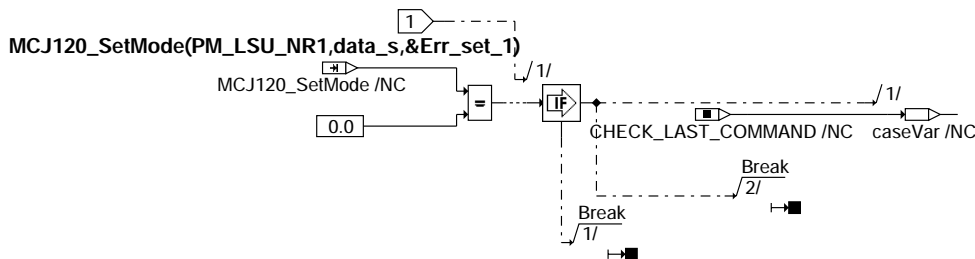 1
MCJ120_SetMode(PM_LSU_NR1,data_s,&Err_set_1)
1/
MCJ120_SetMode /NC
1/
=
IF
0.0
CHECK_LAST_COMMAND /NC
caseVar /NC
Break
2/
Break
1/